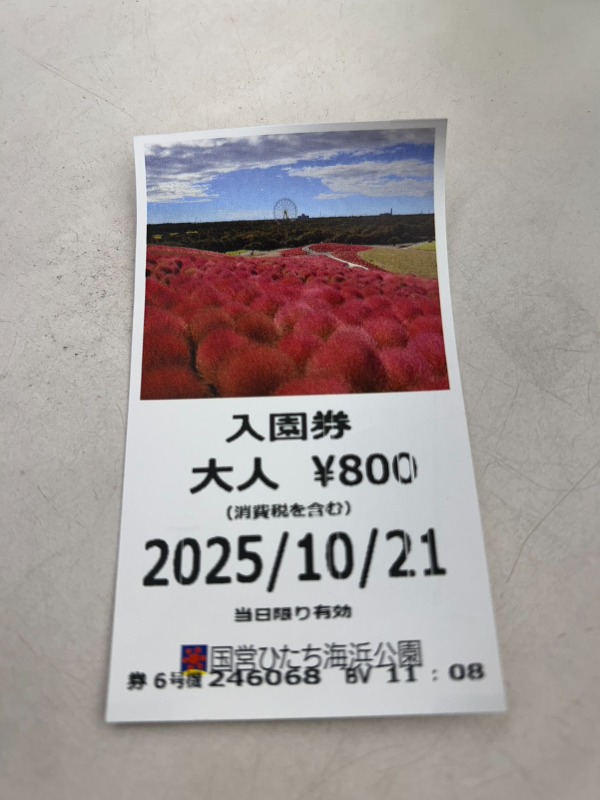 入園券
大人 ¥800
(消費税を含む)
2025/10/21
当日限り有効
国営ひたち海浜公園
券 6号機 246068 BV 11:08